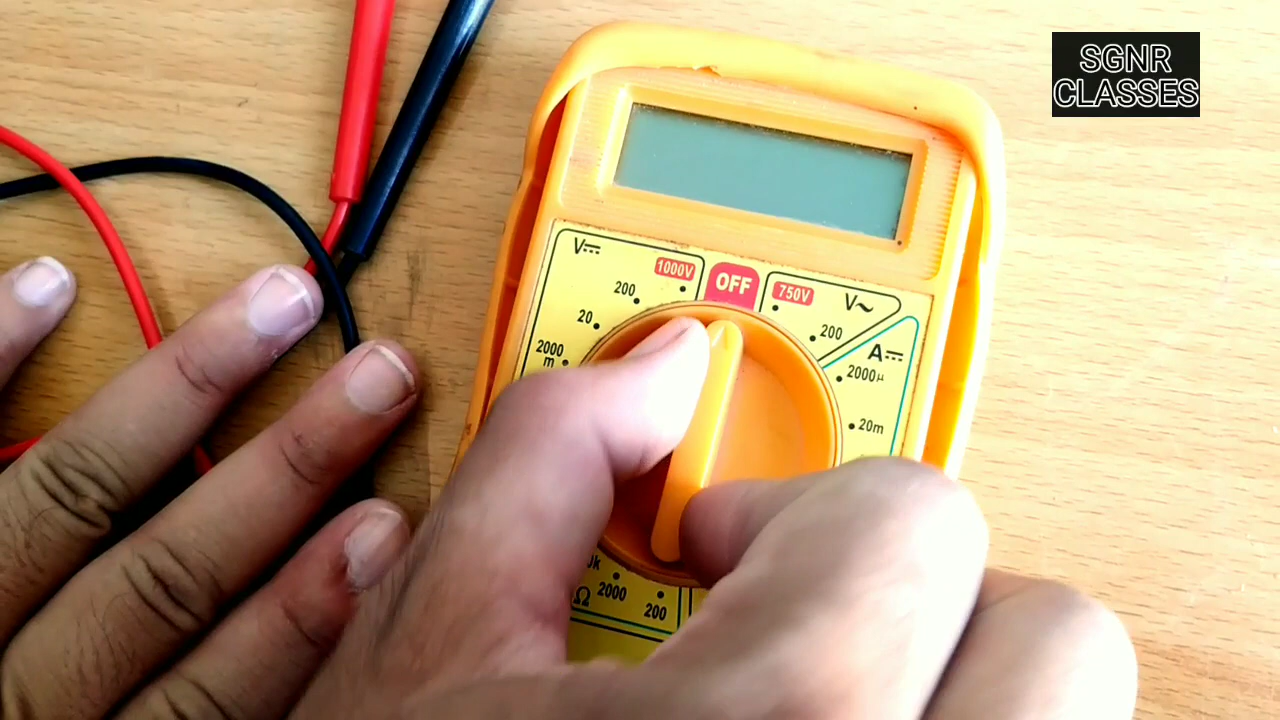 SGNR
CLASSES
V⎓
1000V
OFF
750V
V~
200
200
20
A⎓
2000
m
2000µ
20m
k
Ω
2000
200